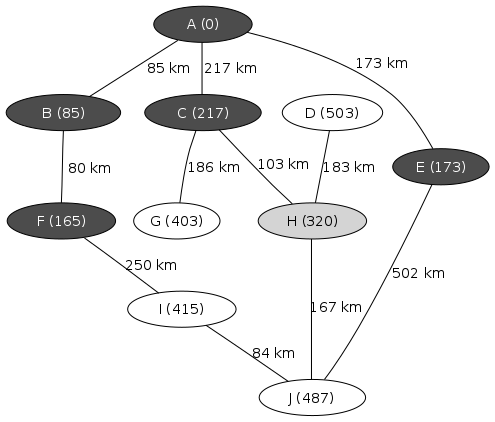 A (0)
85 km
217 km
173 km
B (85)
C (217)
D (503)
80 km
186 km
103 km
183 km
E (173)
F (165)
G (403)
H (320)
250 km
502 km
I (415)
167 km
84 km
J (487)